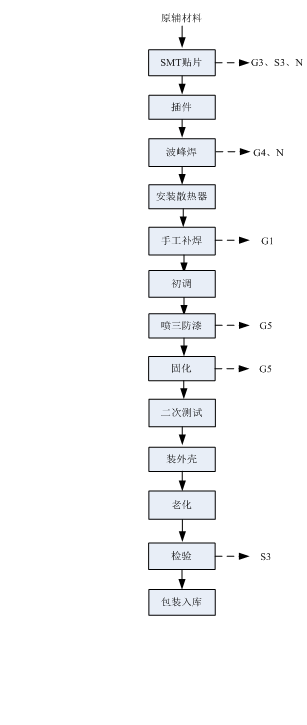 原辅材料
SMT贴片
G3、S3、N
插件
波峰焊
G4、N
安装散热器
手工补焊
G1
初调
喷三防漆
G5
固化
G5
二次测试
装外壳
老化
检验
S3
包装入库